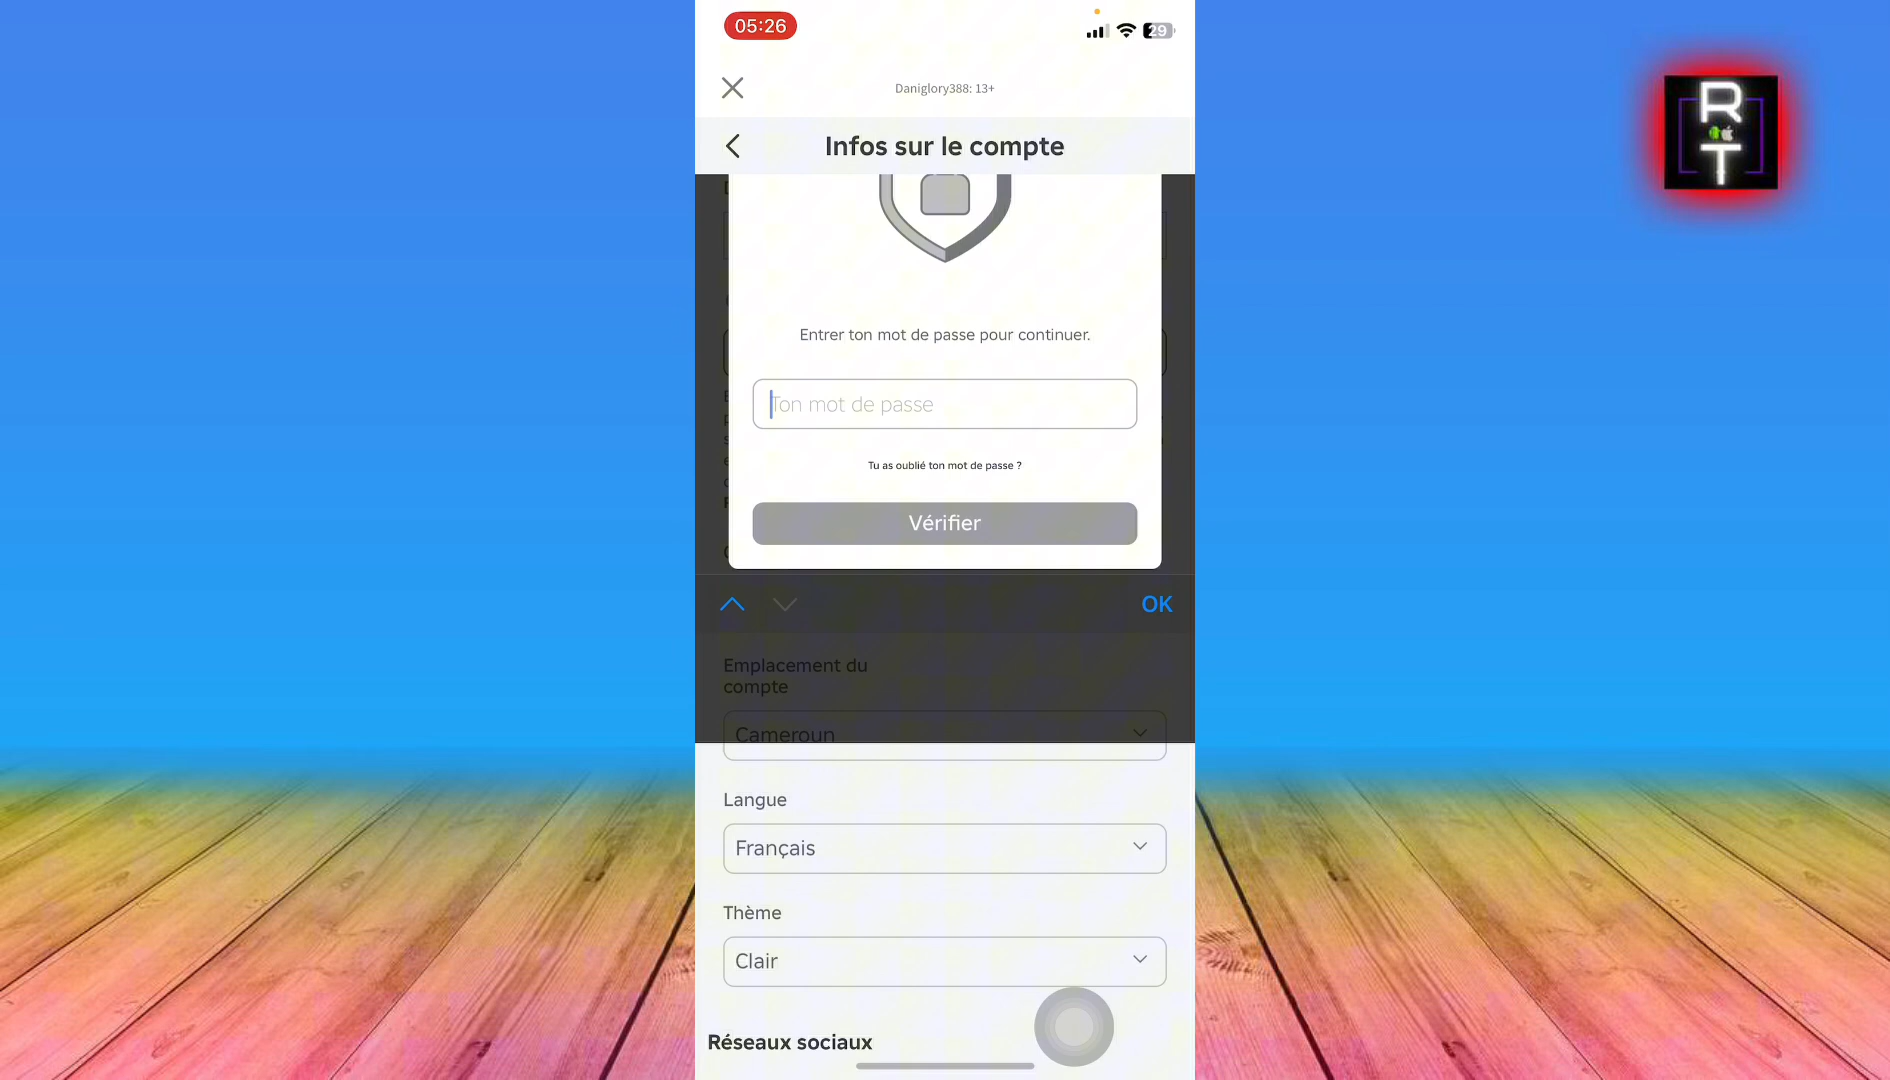 05:26
29
Daniglory388: 13+
Infos sur le compte
Entrer ton mot de passe pour continuer.
Ton mot de passe
Tu as oublié ton mot de passe ?
Vérifier
OK
Emplacement du
compte
Cameroun
Langue
Français
Thème
Clair
Réseaux sociaux
R
T